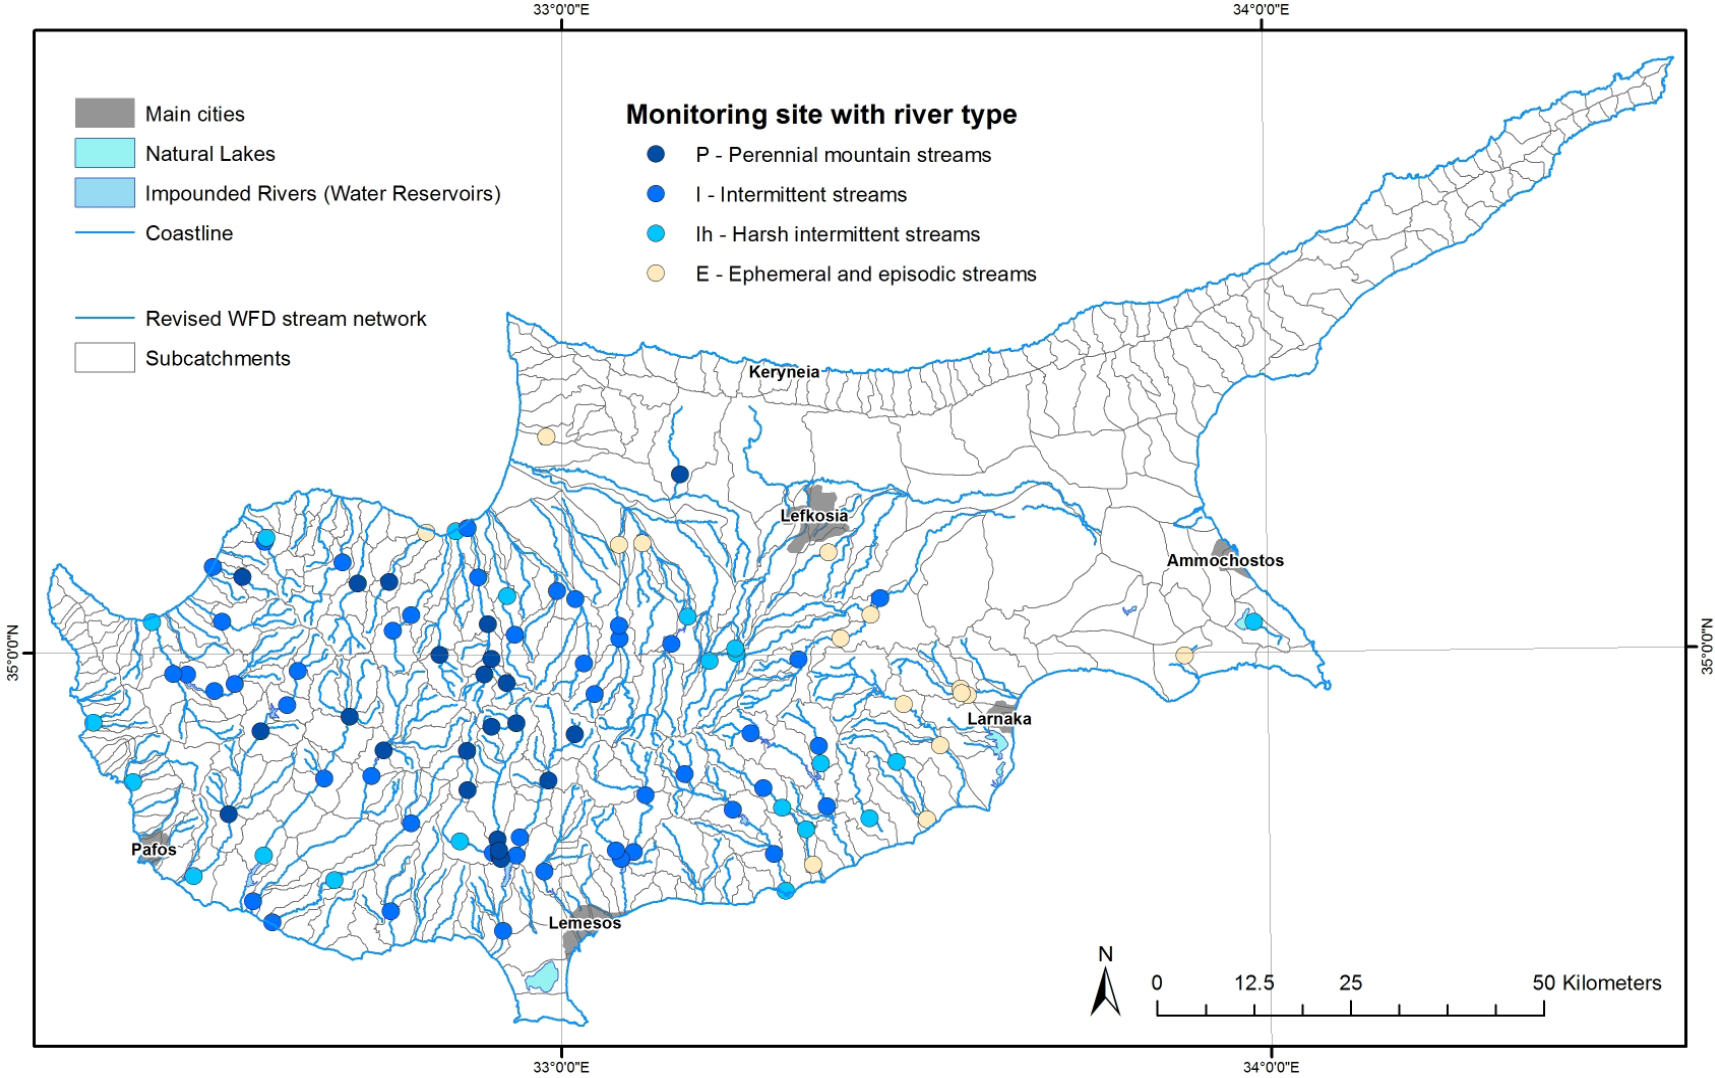 33°0'0"E
34°0'0"E
Main cities
Natural Lakes
Impounded Rivers (Water Reservoirs)
Coastline
Revised WFD stream network
Subcatchments
Monitoring site with river type
P - Perennial mountain streams
I - Intermittent streams
Ih - Harsh intermittent streams
E - Ephemeral and episodic streams
Keryneia
Lefkosia
Ammochostos
35°0'0"N
35°0'0"N
Larnaka
Pafos
Lemesos
N
0
12.5
25
50 Kilometers
33°0'0"E
34°0'0"E